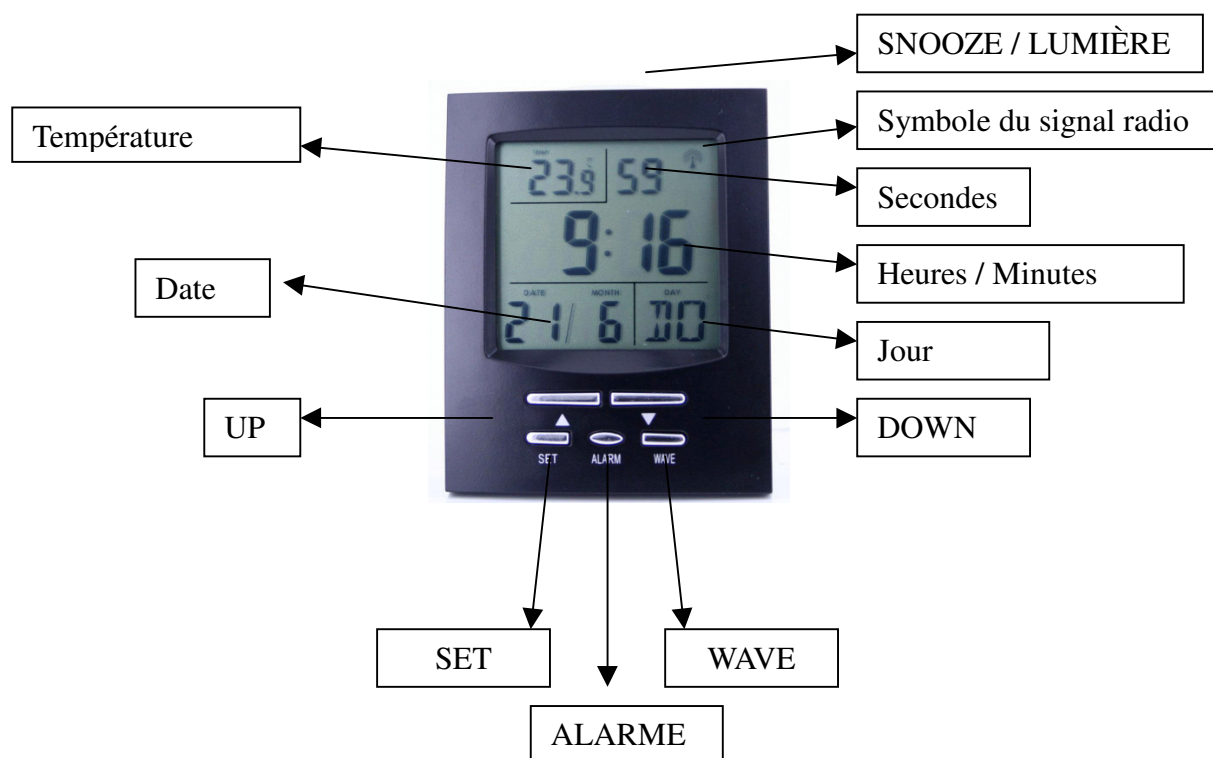 SNOOZE / LUMIÈRE
Symbole du signal radio
Température
23.9 59
Secondes
9:16
Heures / Minutes
Date
DATE: MONTH: DAY
21/ 6 DO
Jour
UP
DOWN
SET ALARM WAVE
SET
WAVE
ALARME